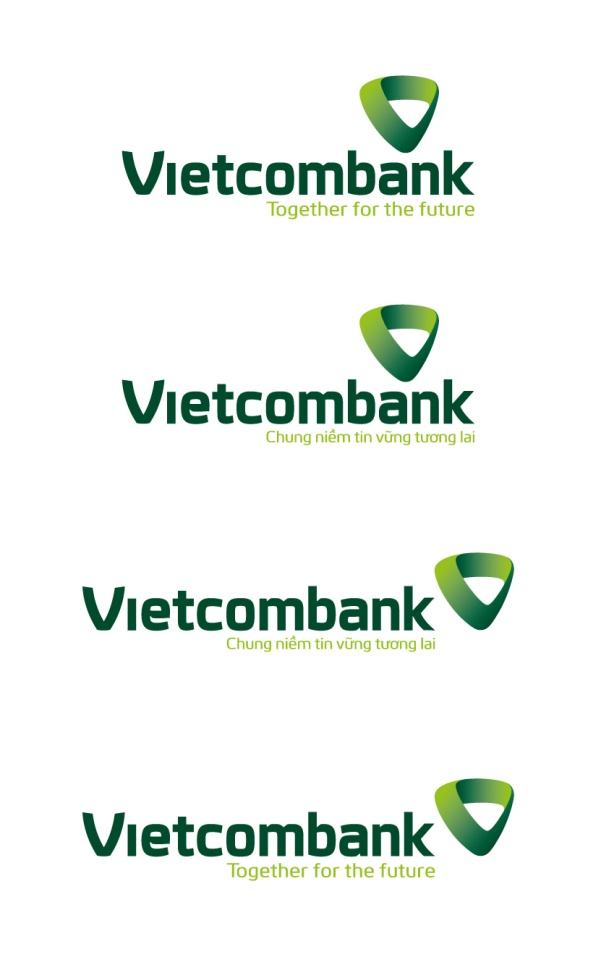 Vietcombank
Together for the future
Vietcombank
Chung niềm tin vững tương lai
Vietcombank
Chung niềm tin vững tương lai
Vietcombank
Together for the future